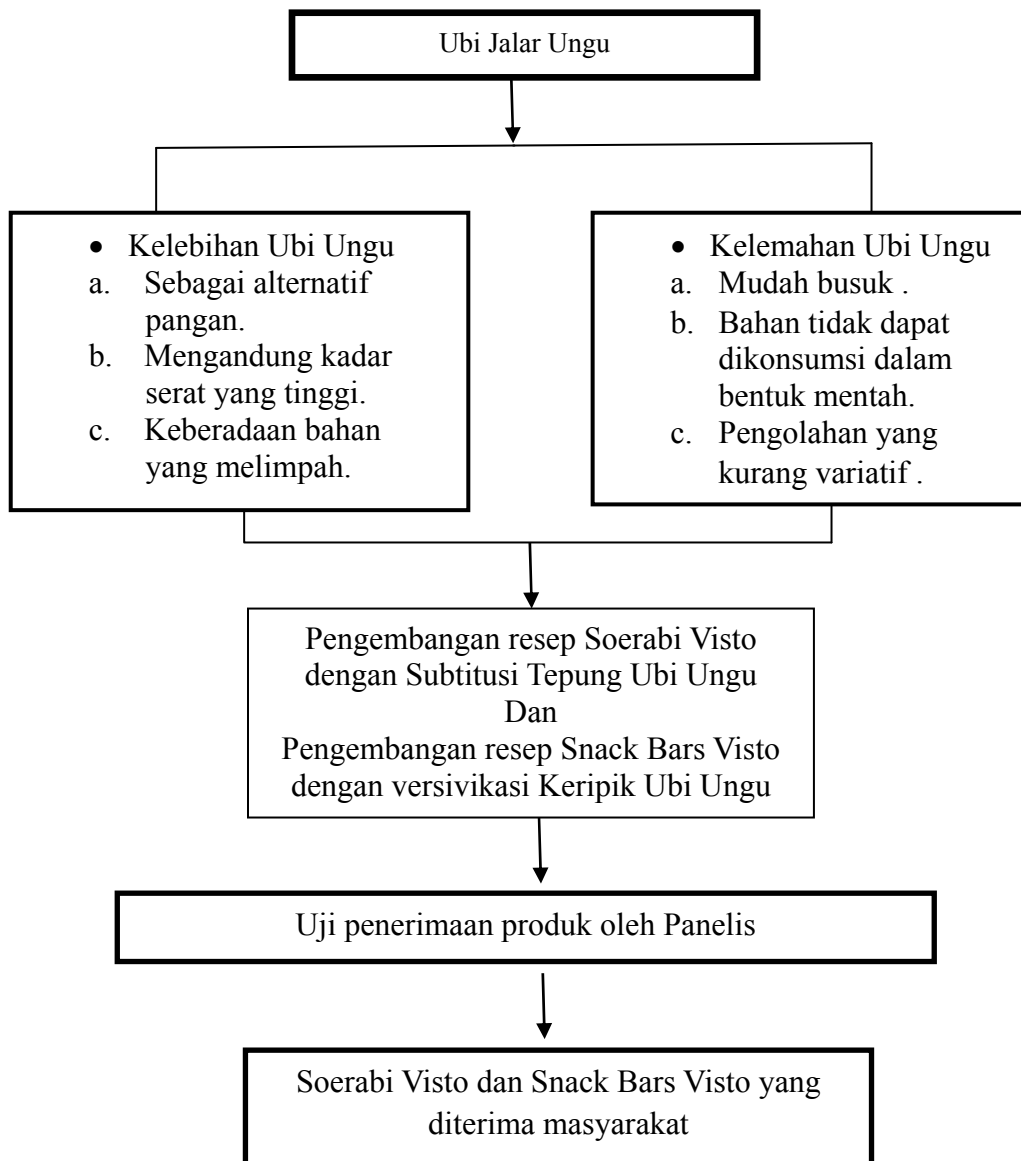 Ubi Jalar Ungu
• Kelebihan Ubi Ungu
a. Sebagai alternatif
pangan.
b. Mengandung kadar
serat yang tinggi.
c. Keberadaan bahan
yang melimpah.
• Kelemahan Ubi Ungu
a. Mudah busuk .
b. Bahan tidak dapat
dikonsumsi dalam
bentuk mentah.
c. Pengolahan yang
kurang variatif .
Pengembangan resep Soerabi Visto
dengan Subtitusi Tepung Ubi Ungu
Dan
Pengembangan resep Snack Bars Visto
dengan versivikasi Keripik Ubi Ungu
Uji penerimaan produk oleh Panelis
Soerabi Visto dan Snack Bars Visto yang
diterima masyarakat